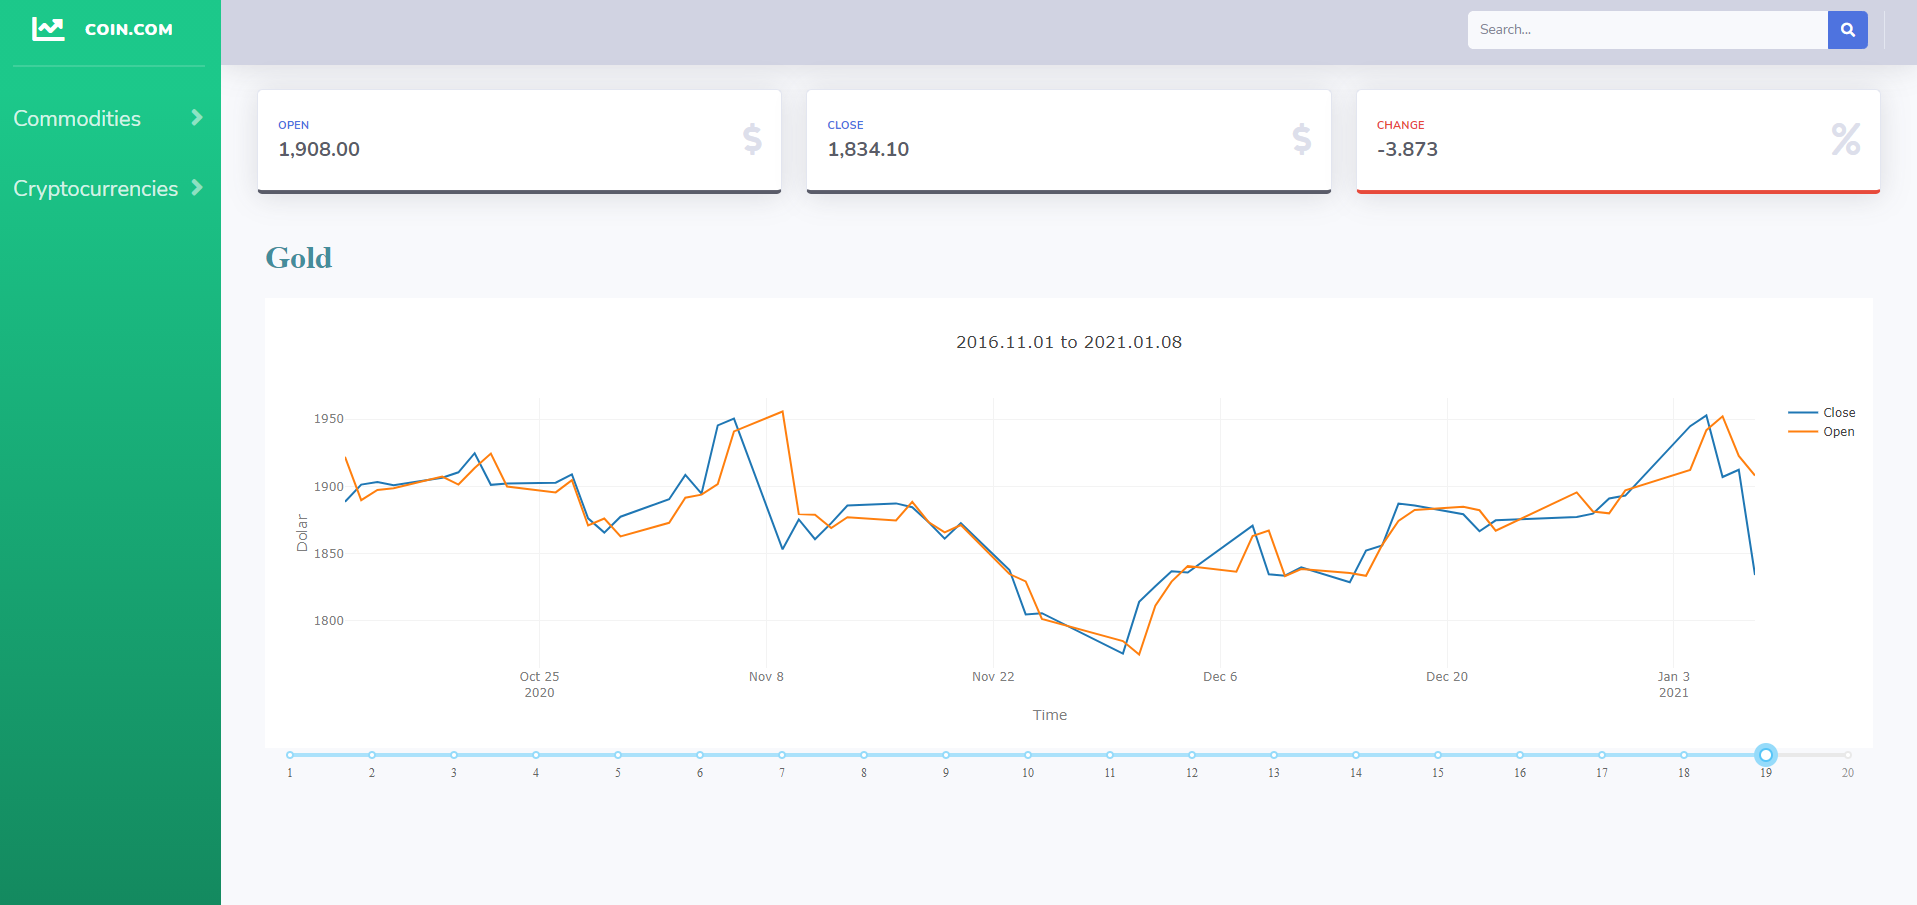 COIN.COM
Search...
Commodities
Cryptocurrencies
OPEN
1,908.00
$
CLOSE
1,834.10
$
CHANGE
-3.873
%
Gold
2016.11.01 to 2021.01.08
1950
1900
1850
1800
Dolar
Close
Open
Oct 25
2020
Nov 8
Nov 22
Dec 6
Dec 20
Jan 3
2021
Time
1 2 3 4 5 6 7 8 9 10 11 12 13 14 15 16 17 18 19 20